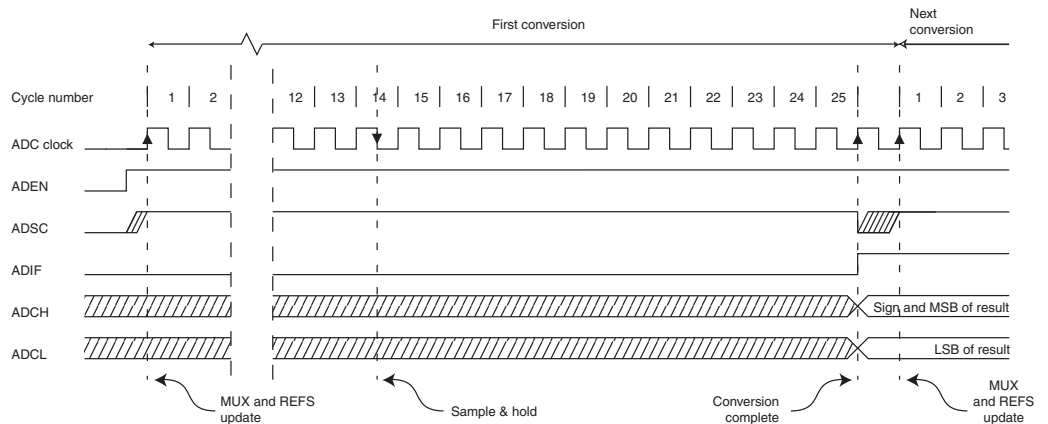 First conversion
Next
conversion
Cycle number 1 2 12 13 14 15 16 17 18 19 20 21 22 23 24 25 1 2 3
ADC clock
ADEN
ADSC
ADIF
ADCH
Sign and MSB of result
ADCL
LSB of result
MUX and REFS
update
Sample & hold
Conversion
complete
MUX
and REFS
update